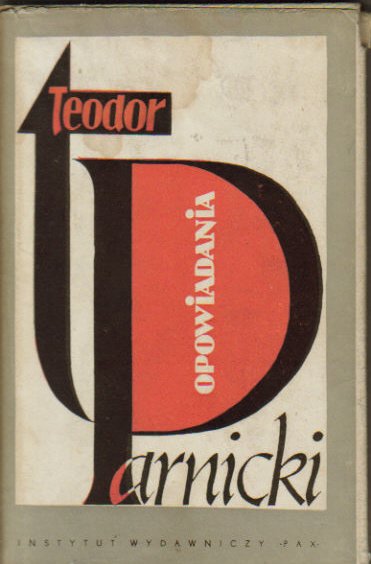 Teodor
OPOWiADANiA
Parnicki
INSTYTUT WYDAWNICZY -PAX-